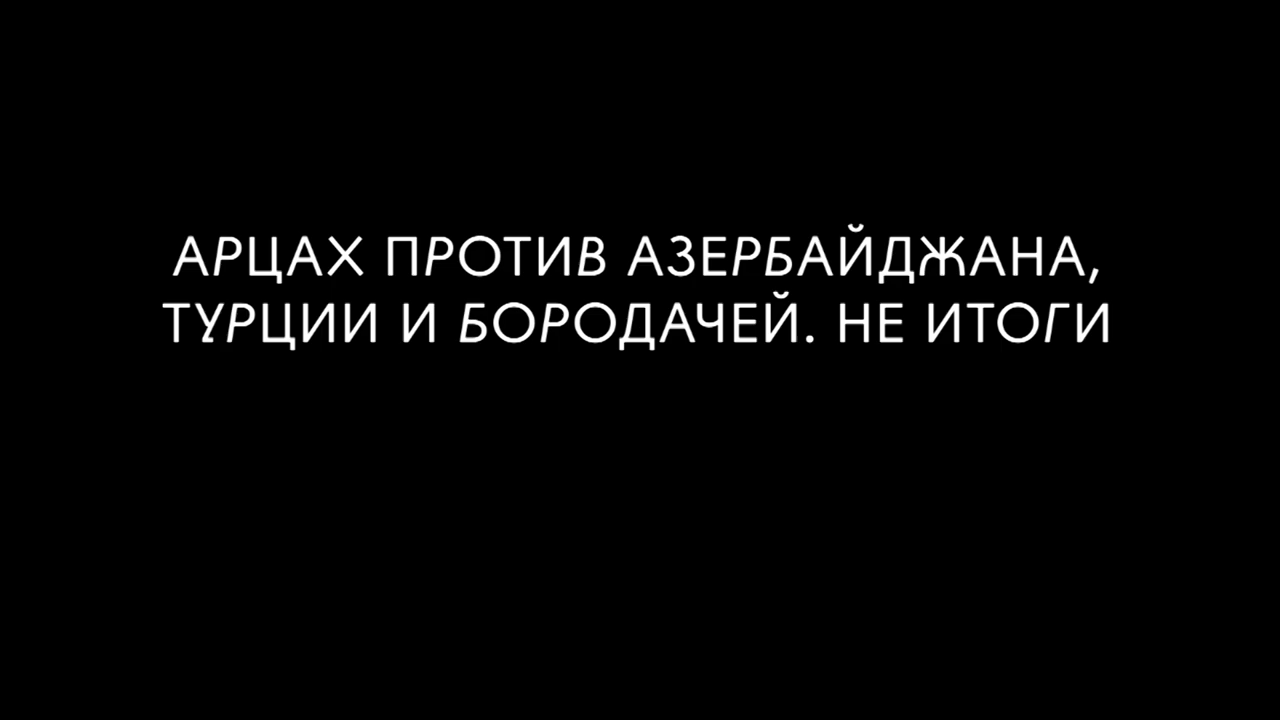 АРЦАХ ПРОТИВ АЗЕРБАЙДЖАНА,
ТУРЦИИ И БОРОДАЧЕЙ. НЕ ИТОГИ